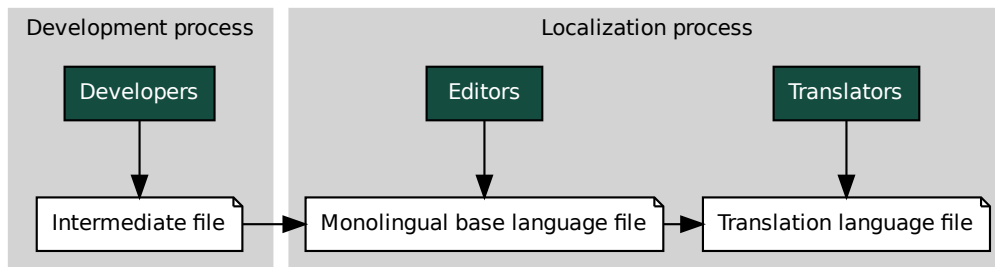 Development process
Localization process
Developers
Editors
Translators
Intermediate file
Monolingual base language file
Translation language file